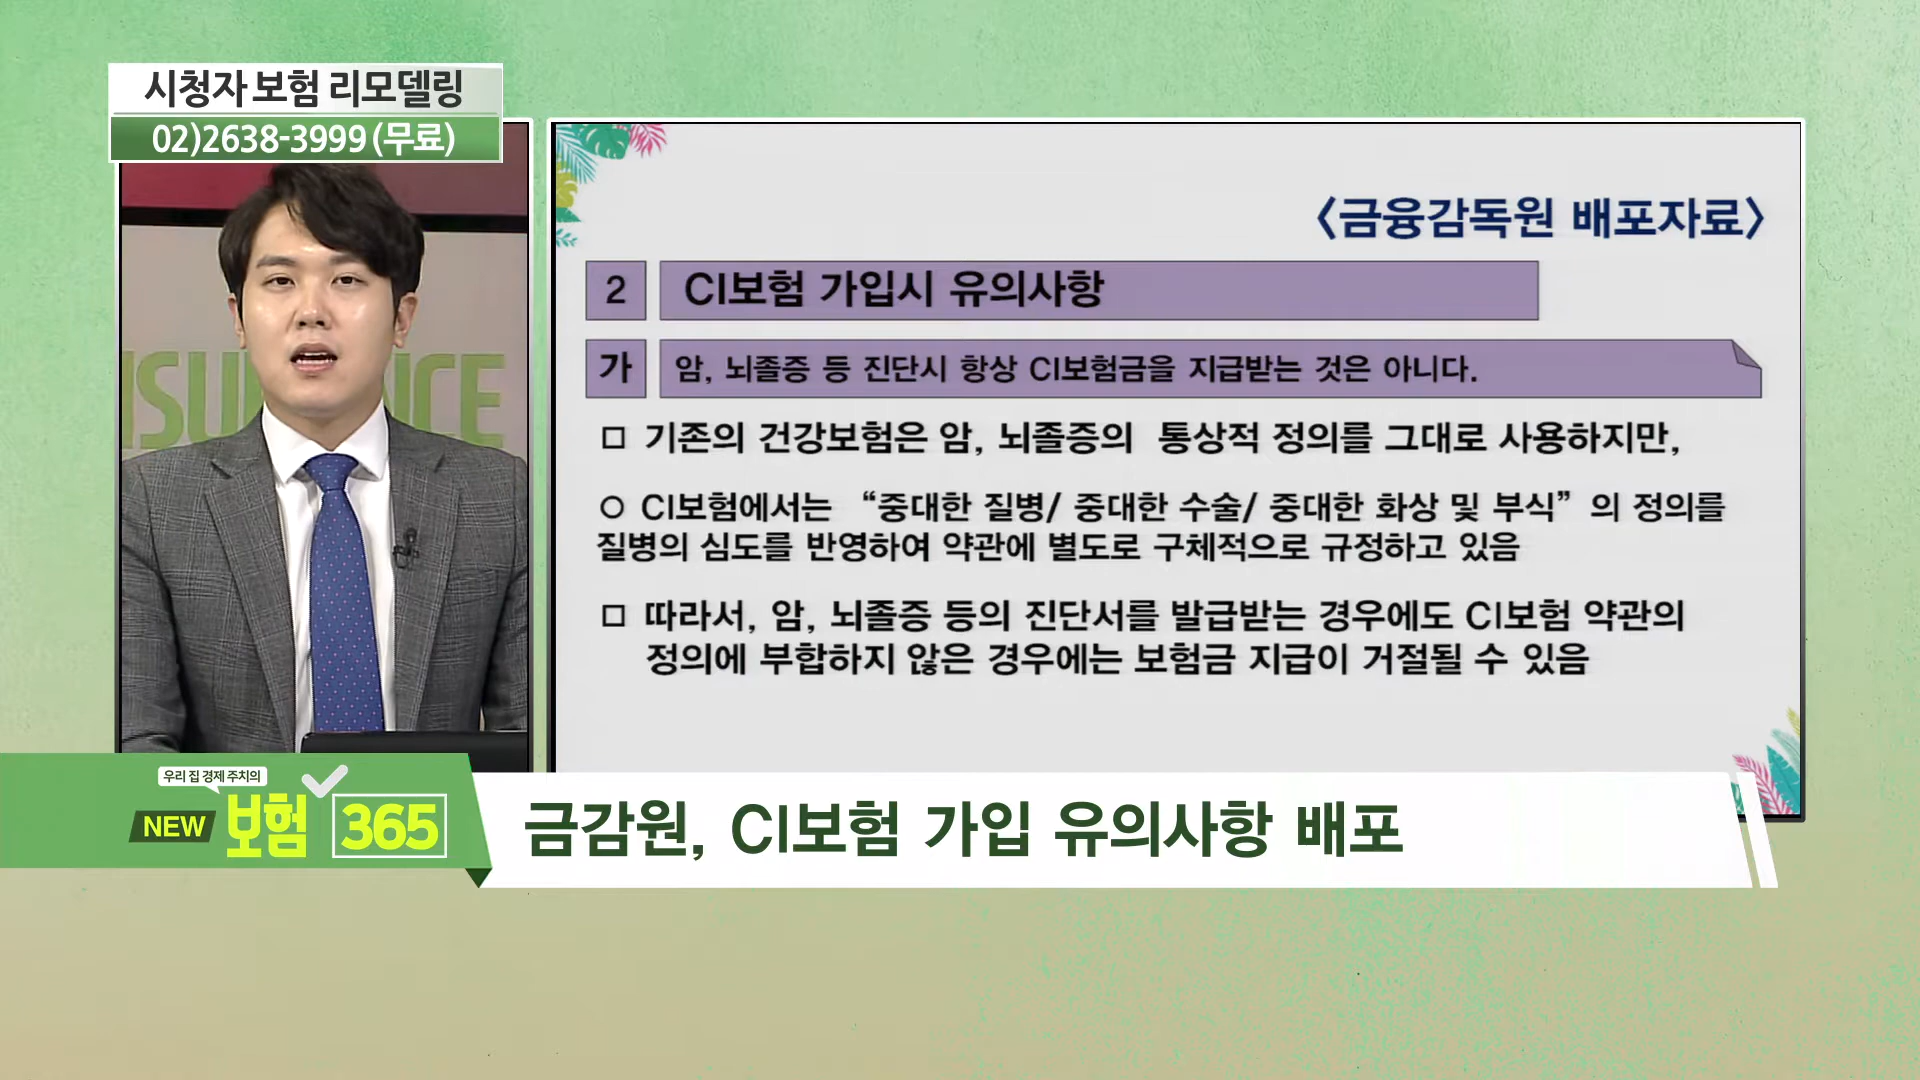 시청자 보험 리모델링
02)2638-3999 (무료)
<금융감독원 배포자료>
2 CI보험 가입시 유의사항
가 암, 뇌졸중 등 진단시 항상 CI보험금을 지급받는 것은 아니다.
□ 기존의 건강보험은 암, 뇌졸중의 통상적 정의를 그대로 사용하지만,
○ CI보험에서는 “중대한 질병/ 중대한 수술/ 중대한 화상 및 부식” 의 정의를
질병의 심도를 반영하여 약관에 별도로 구체적으로 규정하고 있음
□ 따라서, 암, 뇌졸중 등의 진단서를 발급받는 경우에도 CI보험 약관의
정의에 부합하지 않은 경우에는 보험금 지급이 거절될 수 있음
우리 집 경제 주치의
NEW 보험 365
금감원, CI보험 가입 유의사항 배포